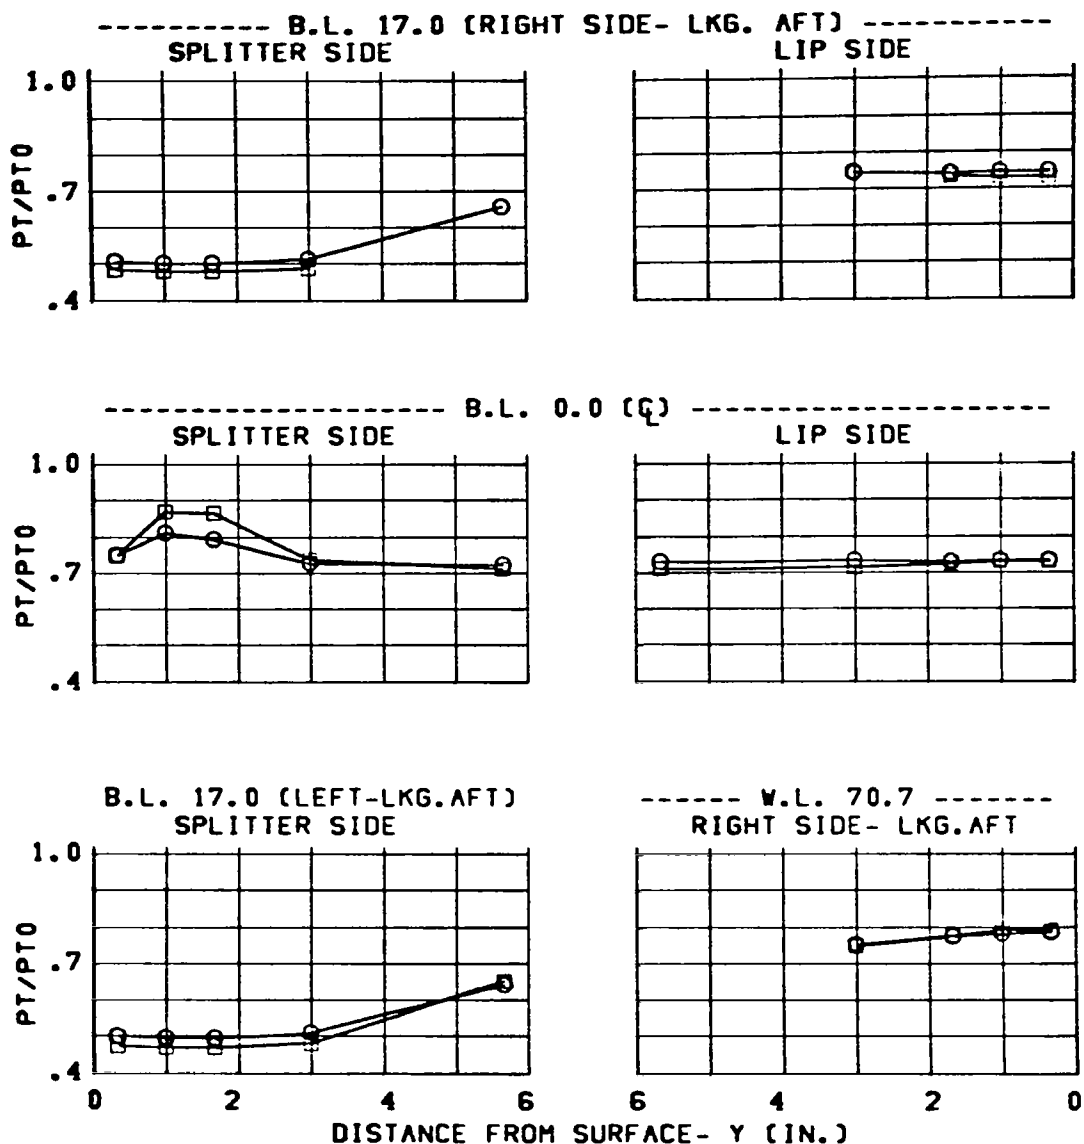 ---------- B.L. 17.0 (RIGHT SIDE- LKG. AFT) --------------
SPLITTER SIDE
LIP SIDE
1.0
.7
.4
PT/PTO
---------------------- B.L. 0.0 (℄) -----------------------
SPLITTER SIDE
LIP SIDE
1.0
.7
.4
PT/PTO
B.L. 17.0 (LEFT-LKG.AFT)
SPLITTER SIDE
------ W.L. 70.7 ------
RIGHT SIDE- LKG.AFT
1.0
.7
.4
PT/PTO
0 2 4 6 6 4 2 0
DISTANCE FROM SURFACE- Y (IN.)